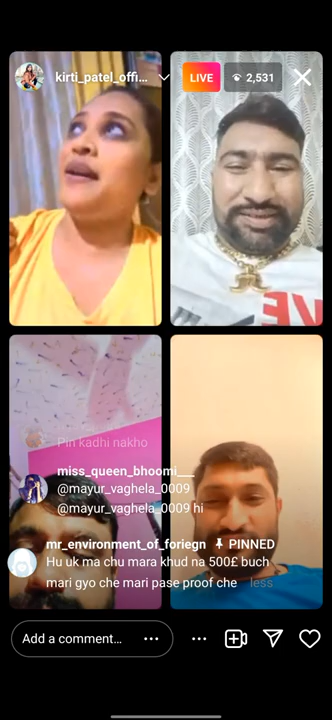 kirti_patel_offi...
LIVE
2,531
Pin kadhi nakho
miss_queen_bhoomi___
@mayur_vaghela_0009
@mayur_vaghela_0009 hi
mr_environment_of_foriegn PINNED
Hu uk ma chu mara khud na 500£ buch
mari gyo che mari pase proof che less
Add a comment...